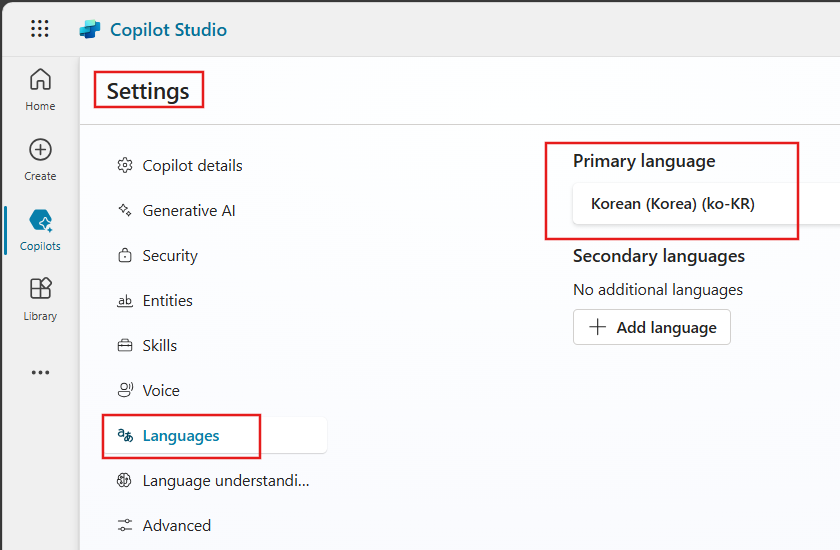 Copilot Studio
Home
Create
Copilots
Library
Settings
Copilot details
Generative AI
Security
Entities
Skills
Voice
Languages
Language understandi...
Advanced
Primary language
Korean (Korea) (ko-KR)
Secondary languages
No additional languages
Add language